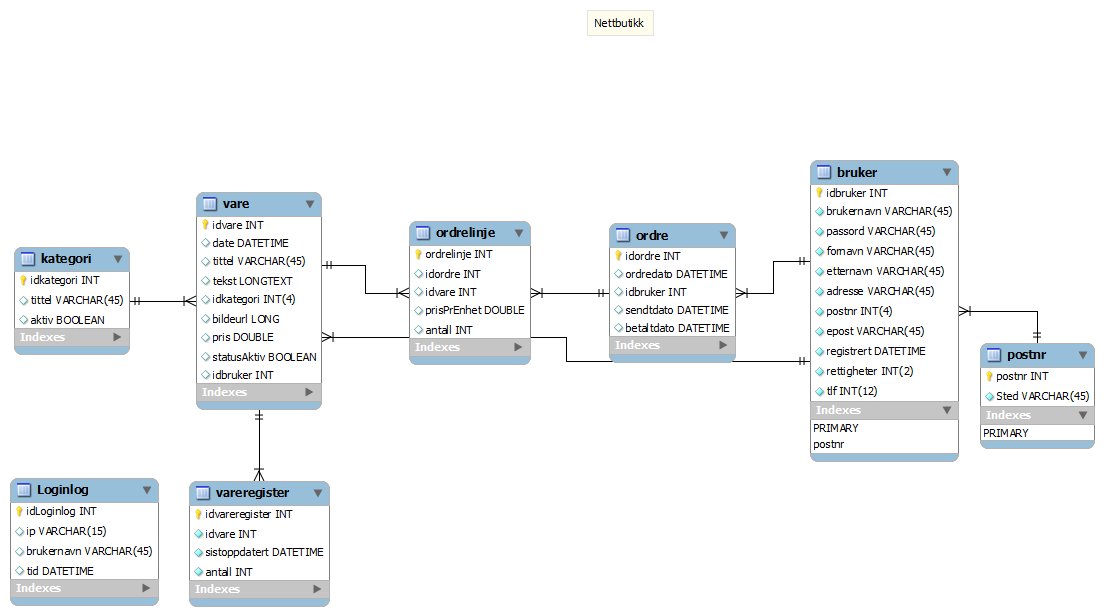 Nettbutikk
kategori
idkategori INT
tittel VARCHAR(45)
aktiv BOOLEAN
Indexes
vare
idvare INT
date DATETIME
tittel VARCHAR(45)
tekst LONGTEXT
idkategori INT(4)
bildeurl LONG
pris DOUBLE
statusAktiv BOOLEAN
idbruker INT
Indexes
ordrelinje
ordrelinje INT
idordre INT
idvare INT
prisPrEnhet DOUBLE
antall INT
Indexes
ordre
idordre INT
ordredato DATETIME
idbruker INT
sendtdato DATETIME
betaltdato DATETIME
Indexes
bruker
idbruker INT
brukernavn VARCHAR(45)
passord VARCHAR(45)
fornavn VARCHAR(45)
etternavn VARCHAR(45)
adresse VARCHAR(45)
postnr INT(4)
epost VARCHAR(45)
registrert DATETIME
rettigheter INT(2)
tlf INT(12)
Indexes
PRIMARY
postnr
postnr
postnr INT
Sted VARCHAR(45)
Indexes
PRIMARY
Loginlog
idLoginlog INT
ip VARCHAR(15)
brukernavn VARCHAR(45)
tid DATETIME
Indexes
vareregister
idvareregister INT
idvare INT
sistoppdatert DATETIME
antall INT
Indexes